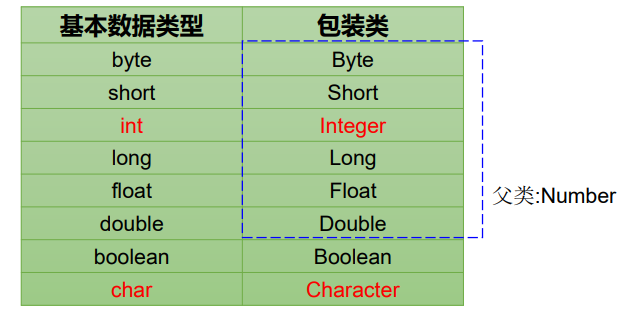 基本数据类型 包装类
byte Byte
short Short
int Integer
long Long
float Float
父类:Number
double Double
boolean Boolean
char Character